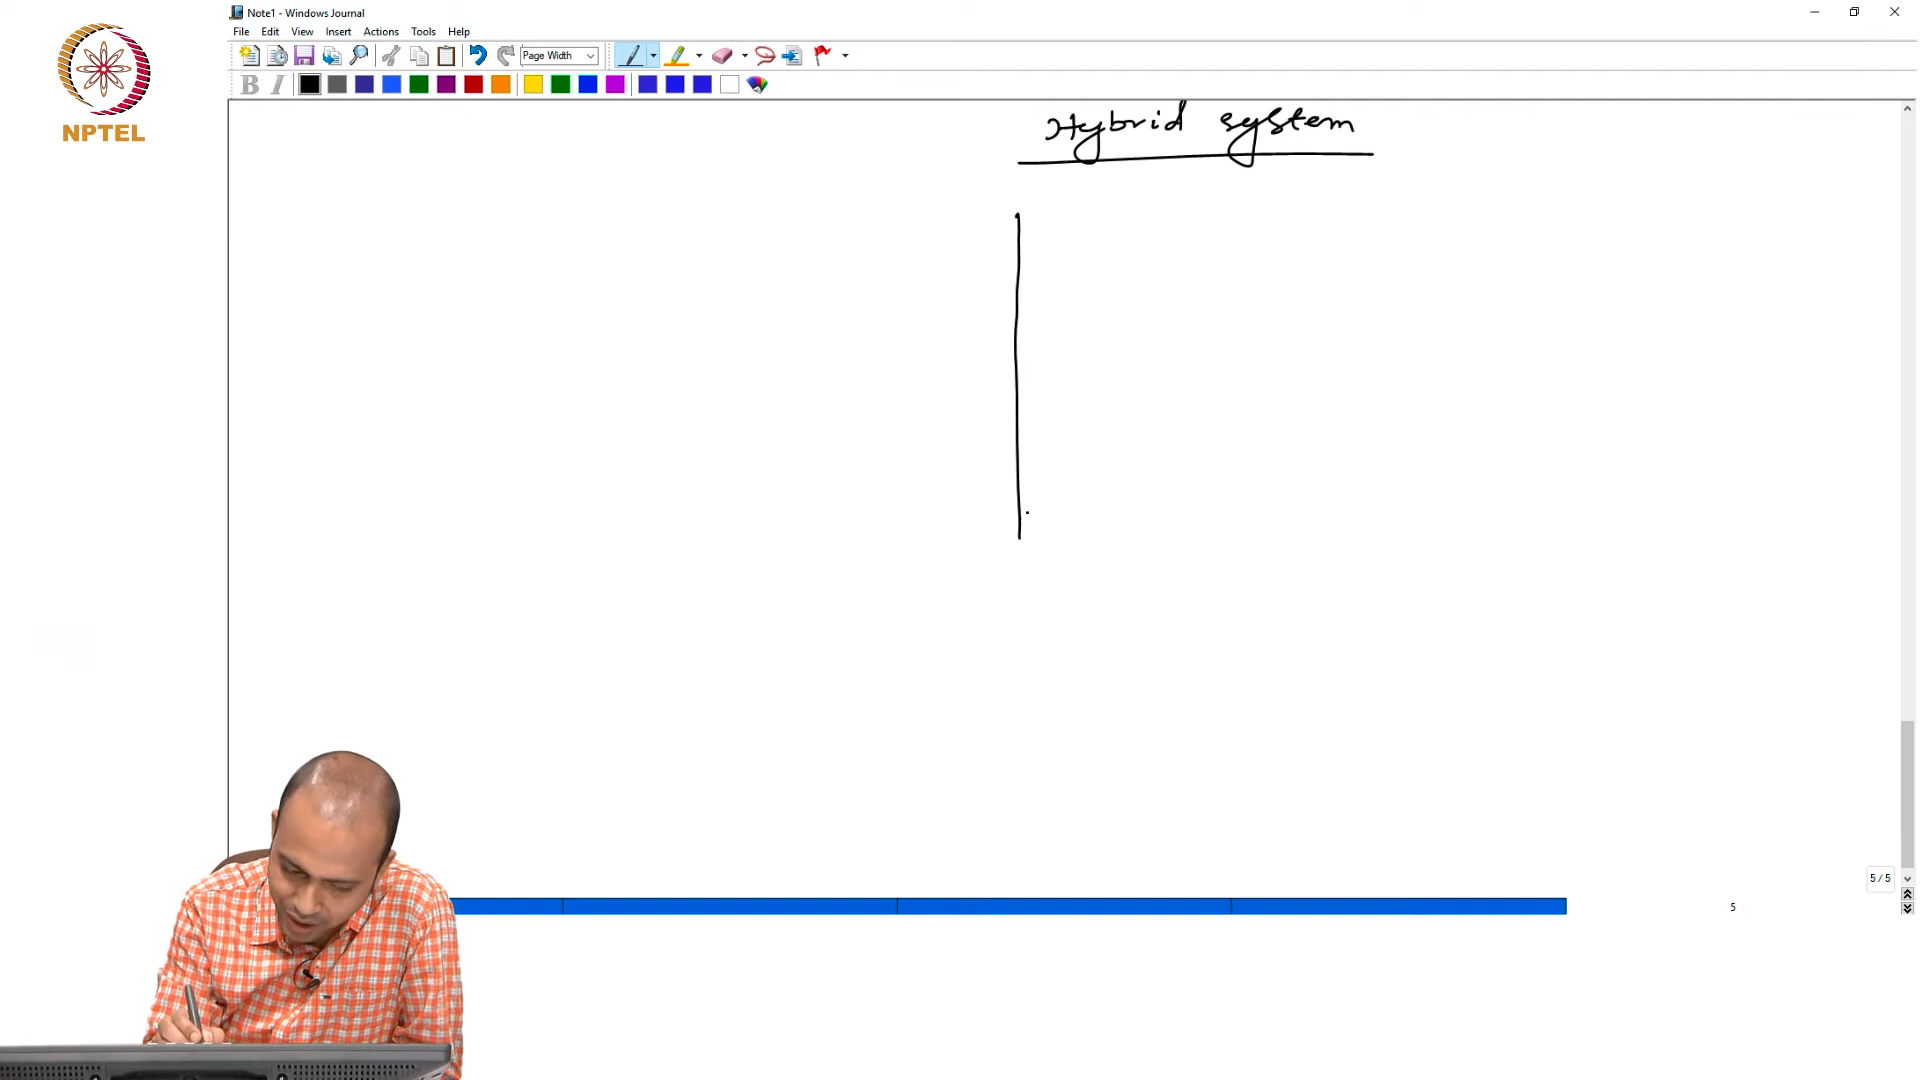 Note1 - Windows Journal
File Edit View Insert Actions Tools Help
Page Width
B I
NPTEL
Hybrid system
5 / 5
5